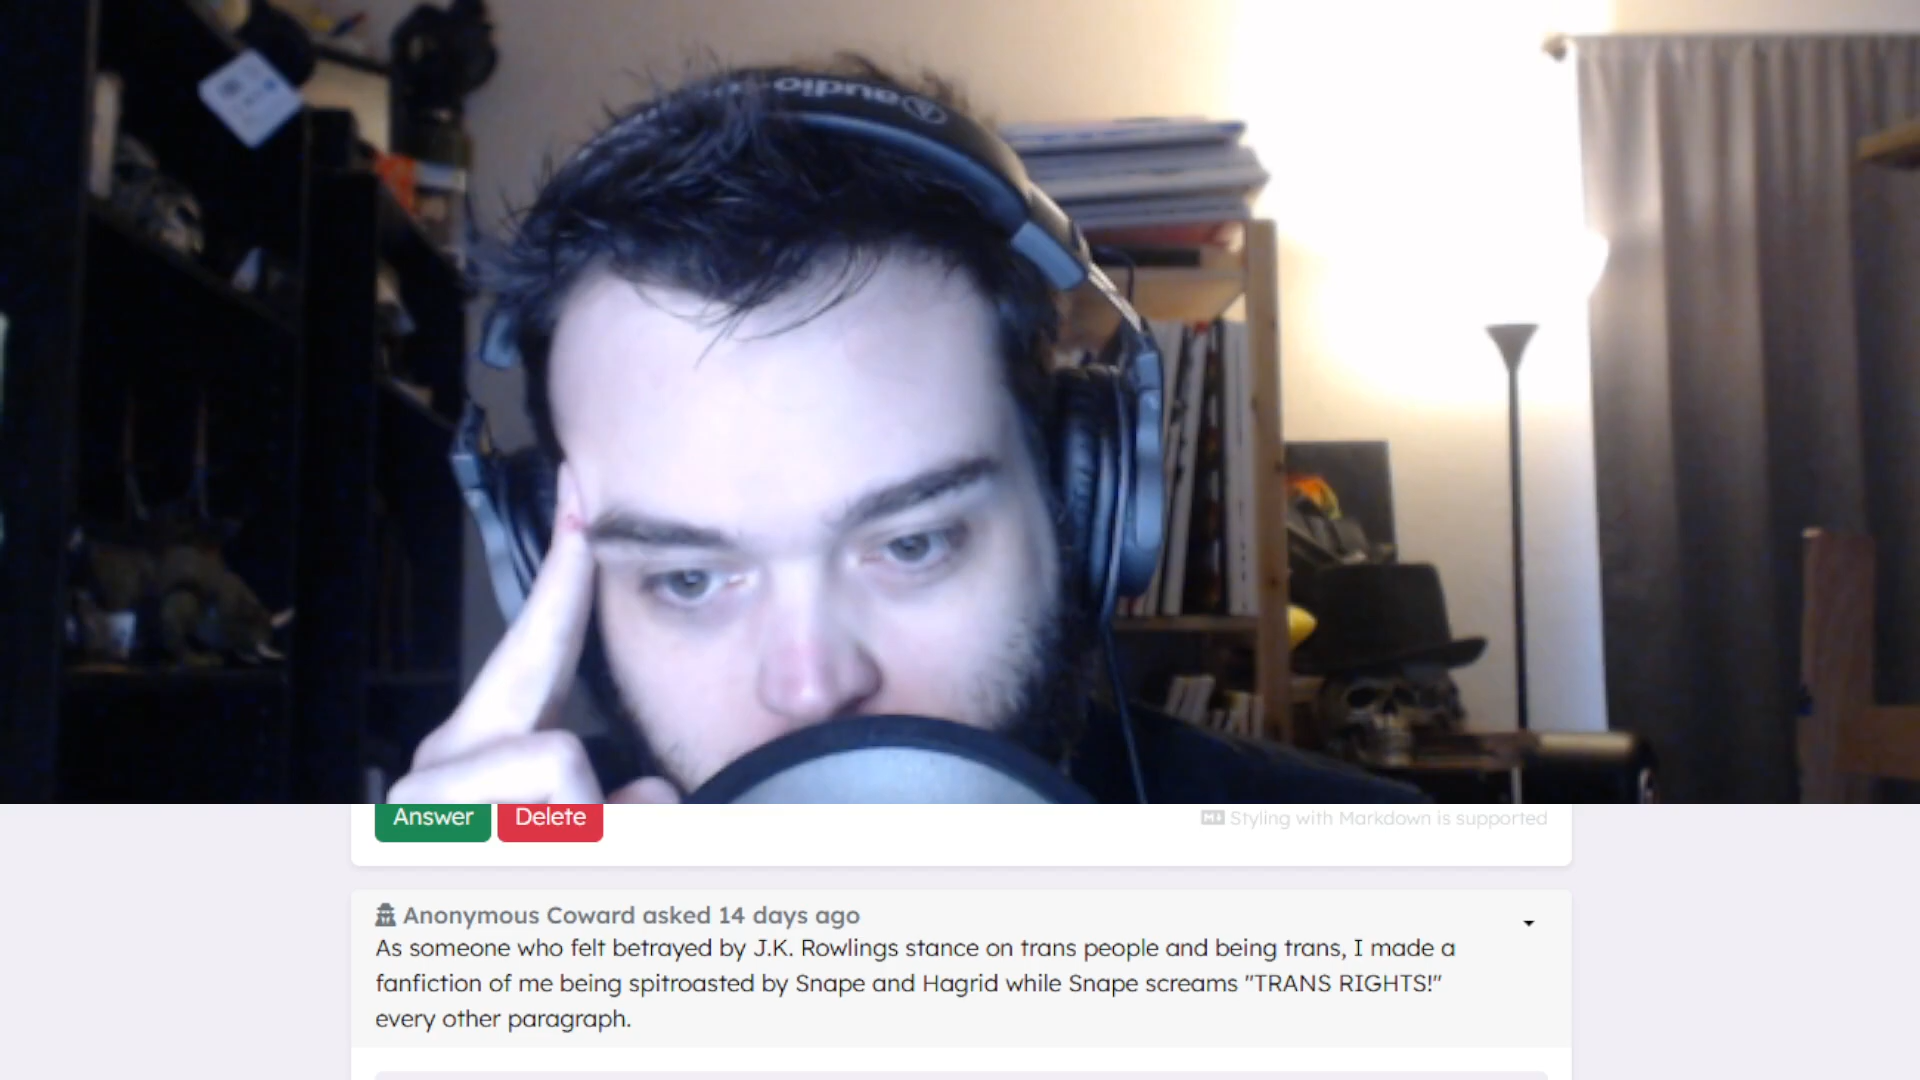 audio
Answer
Delete
Styling with Markdown is supported
Anonymous Coward asked 14 days ago
As someone who felt betrayed by J.K. Rowlings stance on trans people and being trans, I made a
fanfiction of me being spitroasted by Snape and Hagrid while Snape screams "TRANS RIGHTS!"
every other paragraph.